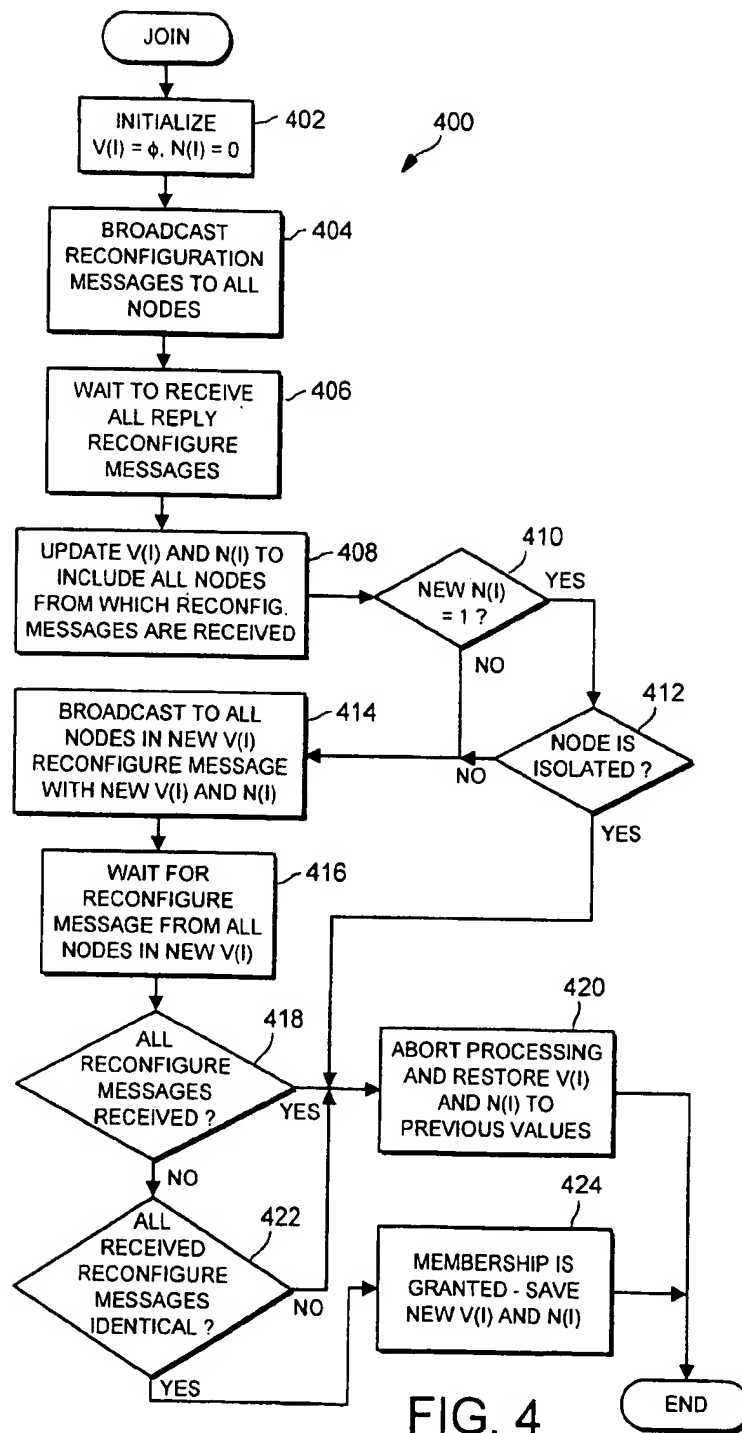 JOIN
INITIALIZE
V(I) = ϕ, N(I) = 0
402
400
BROADCAST
RECONFIGURATION
MESSAGES TO ALL
NODES
404
WAIT TO RECEIVE
ALL REPLY
RECONFIGURE
MESSAGES
406
UPDATE V(I) AND N(I) TO
INCLUDE ALL NODES
FROM WHICH RECONFIG.
MESSAGES ARE RECEIVED
408
NEW N(I)
= 1 ?
410
YES
NO
BROADCAST TO ALL
NODES IN NEW V(I)
RECONFIGURE MESSAGE
WITH NEW V(I) AND N(I)
414
NODE IS
ISOLATED ?
412
NO
YES
WAIT FOR
RECONFIGURE
MESSAGE FROM ALL
NODES IN NEW V(I)
416
ALL
RECONFIGURE
MESSAGES
RECEIVED ?
418
YES
NO
ABORT PROCESSING
AND RESTORE V(I)
AND N(I) TO
PREVIOUS VALUES
420
ALL
RECEIVED
RECONFIGURE
MESSAGES
IDENTICAL ?
422
NO
YES
MEMBERSHIP IS
GRANTED - SAVE
NEW V(I) AND N(I)
424
END
FIG. 4